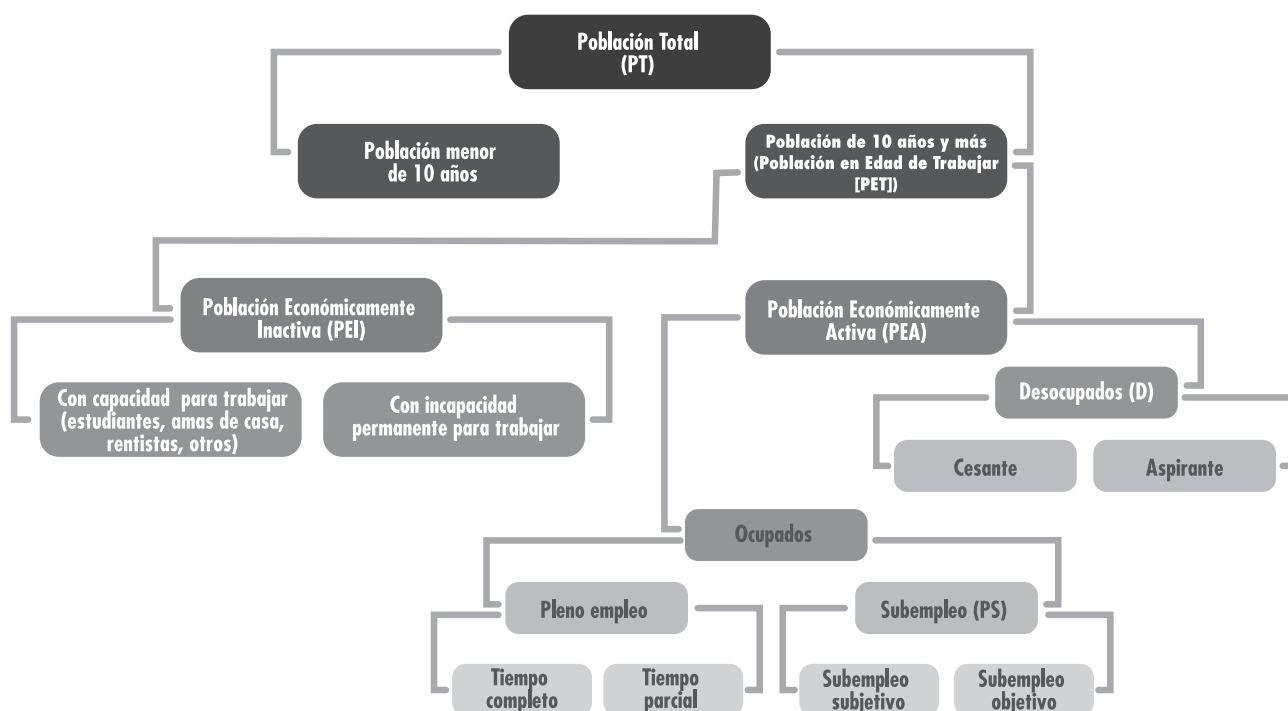 Población Total
(PT)
Población menor
de 10 años
Población de 10 años y más
(Población en Edad de Trabajar
[PET])
Población Económicamente
Inactiva (PEI)
Población Económicamente
Activa (PEA)
Con capacidad para trabajar
(estudiantes, amas de casa,
rentistas, otros)
Con incapacidad
permanente para trabajar
Desocupados (D)
Cesante
Aspirante
Ocupados
Pleno empleo
Subempleo (PS)
Tiempo
completo
Tiempo
parcial
Subempleo
subjetivo
Subempleo
objetivo